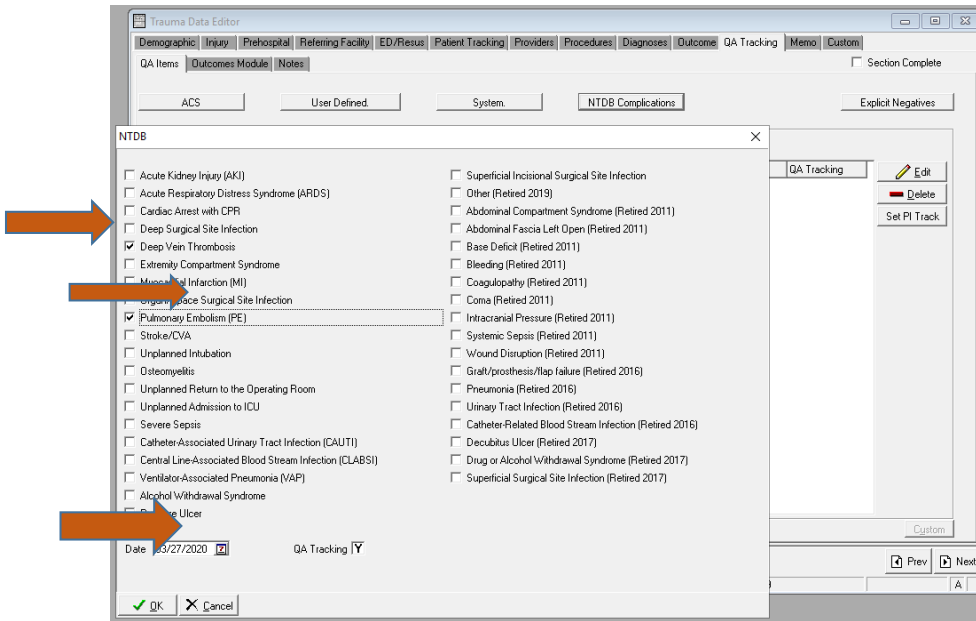 Trauma Data Editor
Demographic Injury Prehospital Referring Facility ED/Resus Patient Tracking Providers Procedures Diagnoses Outcome QA Tracking Memo Custom
QA Items Outcomes Module Notes Section Complete
ACS User Defined. System. NTDB Complications Explicit Negatives
NTDB
QA Tracking
Edit
Delete
Set PI Track
Acute Kidney Injury (AKI)
Acute Respiratory Distress Syndrome (ARDS)
Cardiac Arrest with CPR
Deep Surgical Site Infection
Deep Vein Thrombosis
Extremity Compartment Syndrome
Infarction (MI)
Surgical Site Infection
Pulmonary Embolism (PE)
Stroke/CVA
Unplanned Intubation
Osteomyelitis
Unplanned Return to the Operating Room
Unplanned Admission to ICU
Severe Sepsis
Catheter-Associated Urinary Tract Infection (CAUTI)
Central Line-Associated Blood Stream Infection (CLABSI)
Ventilator-Associated Pneumonia (VAP)
Alcohol Withdrawal Syndrome
Ulcer
Superficial Incisional Surgical Site Infection
Other (Retired 2019)
Abdominal Compartment Syndrome (Retired 2011)
Abdominal Fascia Left Open (Retired 2011)
Base Deficit (Retired 2011)
Bleeding (Retired 2011)
Coagulopathy (Retired 2011)
Coma (Retired 2011)
Intracranial Pressure (Retired 2011)
Systemic Sepsis (Retired 2011)
Wound Disruption (Retired 2011)
Graft/prosthesis/flap failure (Retired 2016)
Pneumonia (Retired 2016)
Urinary Tract Infection (Retired 2016)
Catheter-Related Blood Stream Infection (Retired 2016)
Decubitus Ulcer (Retired 2017)
Drug or Alcohol Withdrawal Syndrome (Retired 2017)
Superficial Surgical Site Infection (Retired 2017)
Date 03/27/2020 QA Tracking Y
Custom
Prev Next
A
OK Cancel